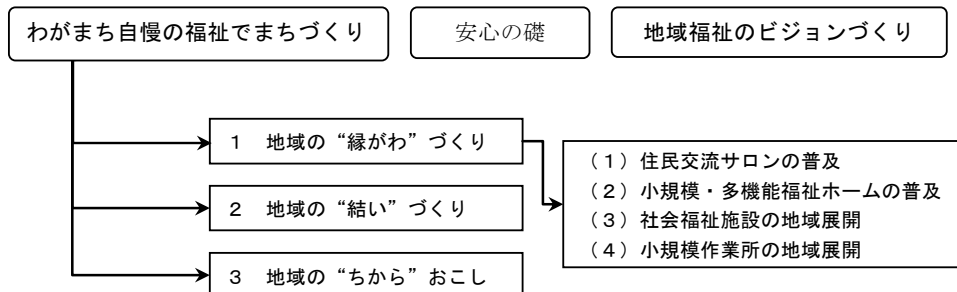 わがまち自慢の福祉でまちづくり
安心の礎
地域福祉のビジョンづくり
1　地域の“縁がわ”づくり
2　地域の“結い”づくり
3　地域の“ちから”おこし
（1）住民交流サロンの普及
（2）小規模・多機能福祉ホームの普及
（3）社会福祉施設の地域展開
（4）小規模作業所の地域展開